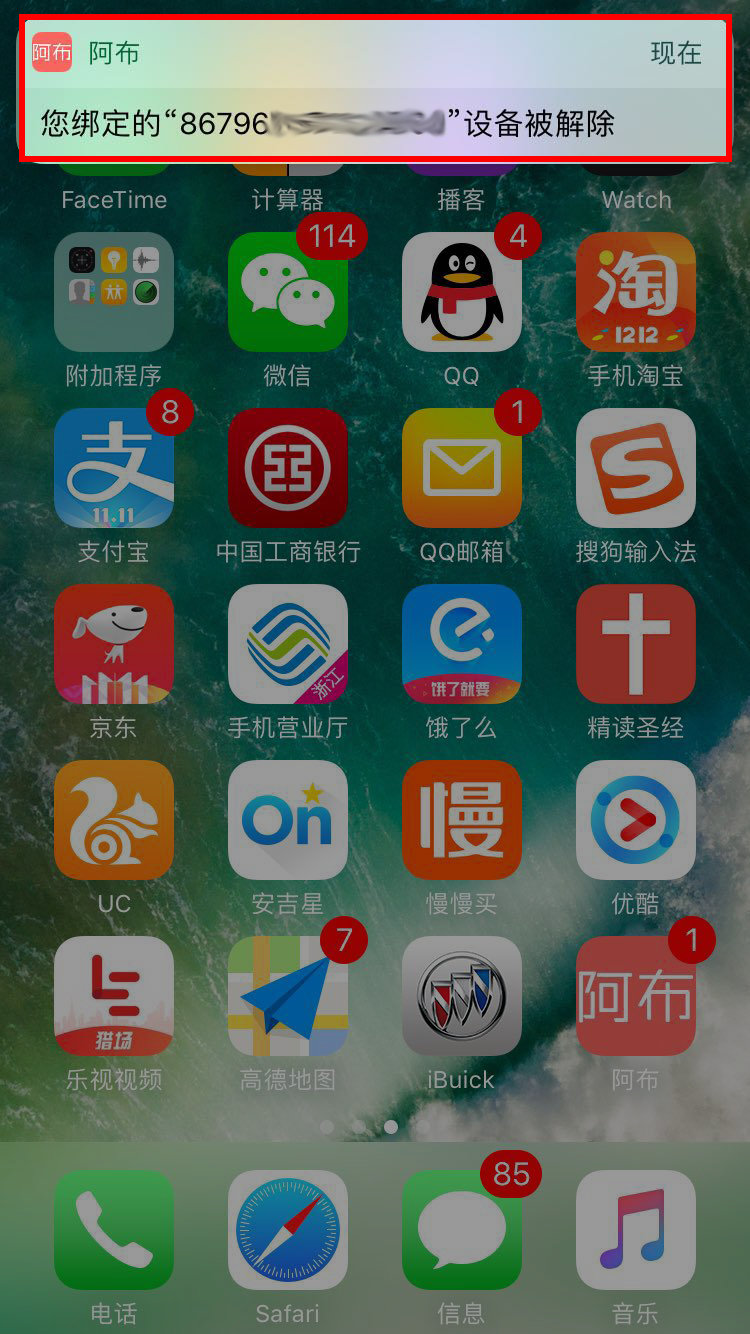 阿布 阿布 现在
您绑定的“86796 ”设备被解除
FaceTime 计算器 播客 Watch
114 4
淘 1212
附加程序 微信 QQ 手机淘宝
8 1
支 11.11
支付宝 中国工商银行 QQ邮箱 搜狗输入法
浙江 饿了就要
京东 手机营业厅 饿了么 精读圣经
On 慢
UC 安吉星 慢慢买 优酷
7 1
猎场 阿布
乐视视频 高德地图 iBuick 阿布
85
电话 Safari 信息 音乐